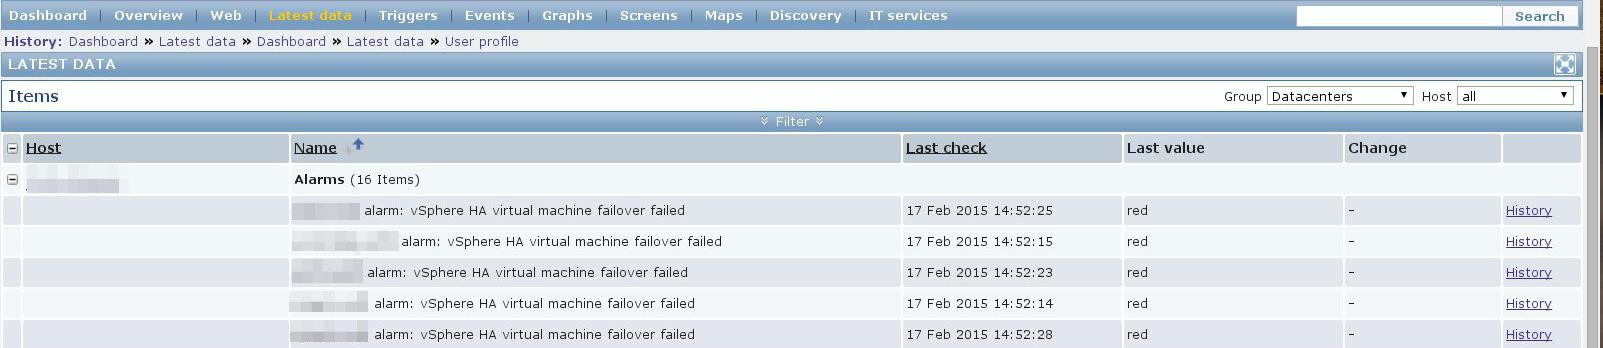 Dashboard | Overview | Web | Latest data | Triggers | Events | Graphs | Screens | Maps | Discovery | IT services Search
History: Dashboard » Latest data » Dashboard » Latest data » User profile
LATEST DATA
Items Group Datacenters Host all
Filter
Host Name Last check Last value Change
Alarms (16 Items)
alarm: vSphere HA virtual machine failover failed 17 Feb 2015 14:52:25 red - History
alarm: vSphere HA virtual machine failover failed 17 Feb 2015 14:52:15 red - History
alarm: vSphere HA virtual machine failover failed 17 Feb 2015 14:52:23 red - History
alarm: vSphere HA virtual machine failover failed 17 Feb 2015 14:52:14 red - History
alarm: vSphere HA virtual machine failover failed 17 Feb 2015 14:52:28 red - History